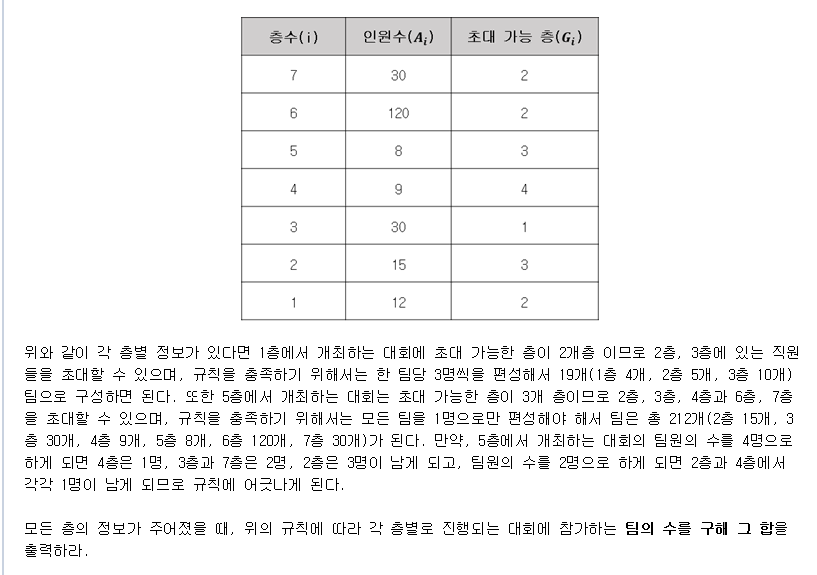 층수(i) 인원수(A_i) 초대 가능 층(G_i)
7 30 2
6 120 2
5 8 3
4 9 4
3 30 1
2 15 3
1 12 2
위와 같이 각 층별 정보가 있다면 1층에서 개최하는 대회에 초대 가능한 층이 2개층 이므로 2층, 3층에 있는 직원
들을 초대할 수 있으며, 규칙을 충족하기 위해서는 한 팀당 3명씩을 편성해서 19개(1층 4개, 2층 5개, 3층 10개)
팀으로 구성하면 된다. 또한 5층에서 개최하는 대회는 초대 가능한 층이 3개 층이므로 2층, 3층, 4층과 6층, 7층
을 초대할 수 있으며, 규칙을 충족하기 위해서는 모든 팀을 1명으로만 편성해야 해서 팀은 총 212개(2층 15개, 3
층 30개, 4층 9개, 5층 8개, 6층 120개, 7층 30개)가 된다. 만약, 5층에서 개최하는 대회의 팀원의 수를 4명으로
하게 되면 4층은 1명, 3층과 7층은 2명, 2층은 3명이 남게 되고, 팀원의 수를 2명으로 하게 되면 2층과 4층에서
각각 1명이 남게 되므로 규칙에 어긋나게 된다.
모든 층의 정보가 주어졌을 때, 위의 규칙에 따라 각 층별로 진행되는 대회에 참가하는 팀의 수를 구해 그 합을
출력하라.